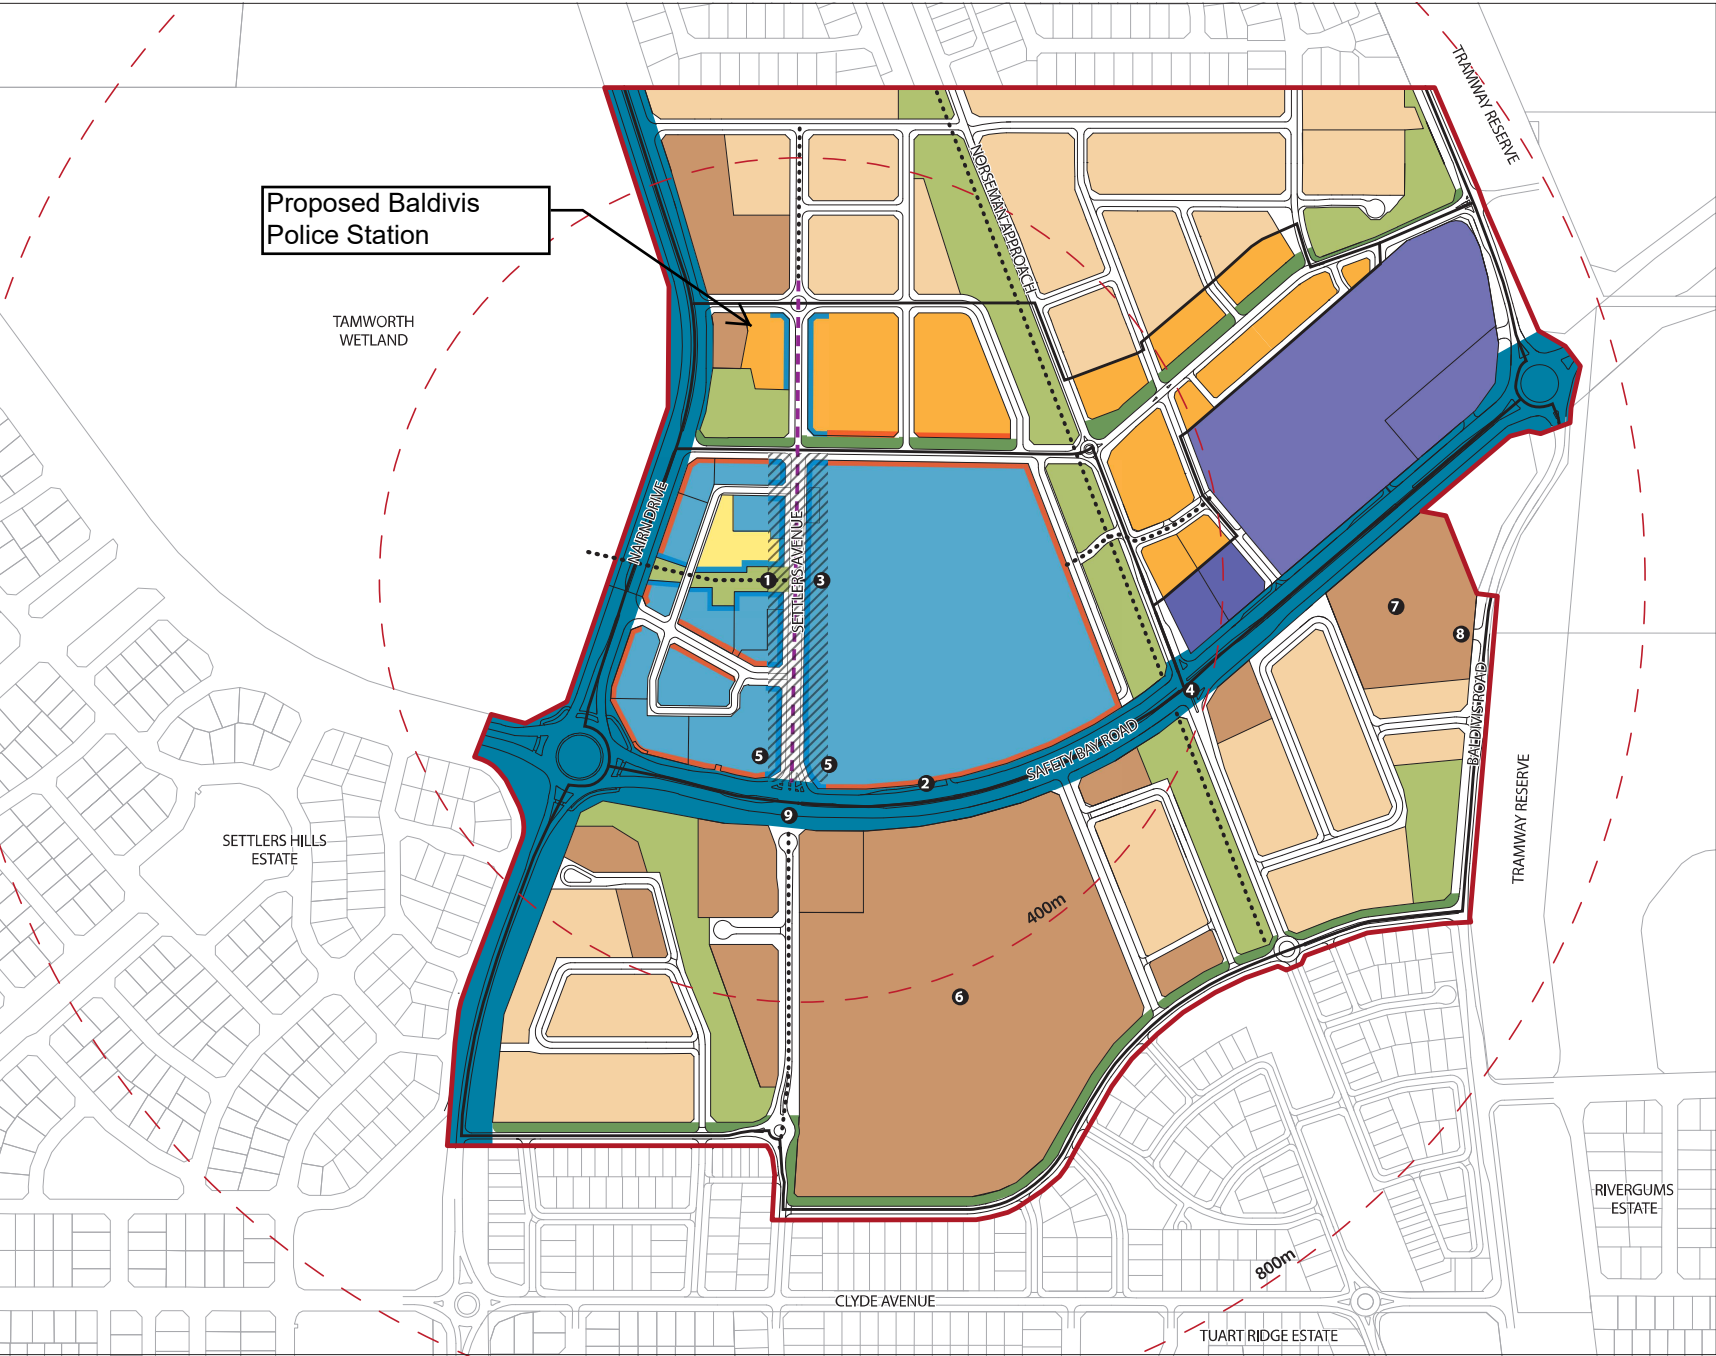 TRAMWAY RESERVE
NORSEMAN APPROACH
Proposed Baldivis
Police Station
TAMWORTH
WETLAND
NAIRN DRIVE
SETTLERS AVENUE
1
3
7
8
4
BALDIVIS ROAD
5
5
2
SAFETY BAY ROAD
9
TRAMWAY RESERVE
SETTLERS HILLS
ESTATE
400m
6
RIVERGUMS
ESTATE
800m
CLYDE AVENUE
TUART RIDGE ESTATE